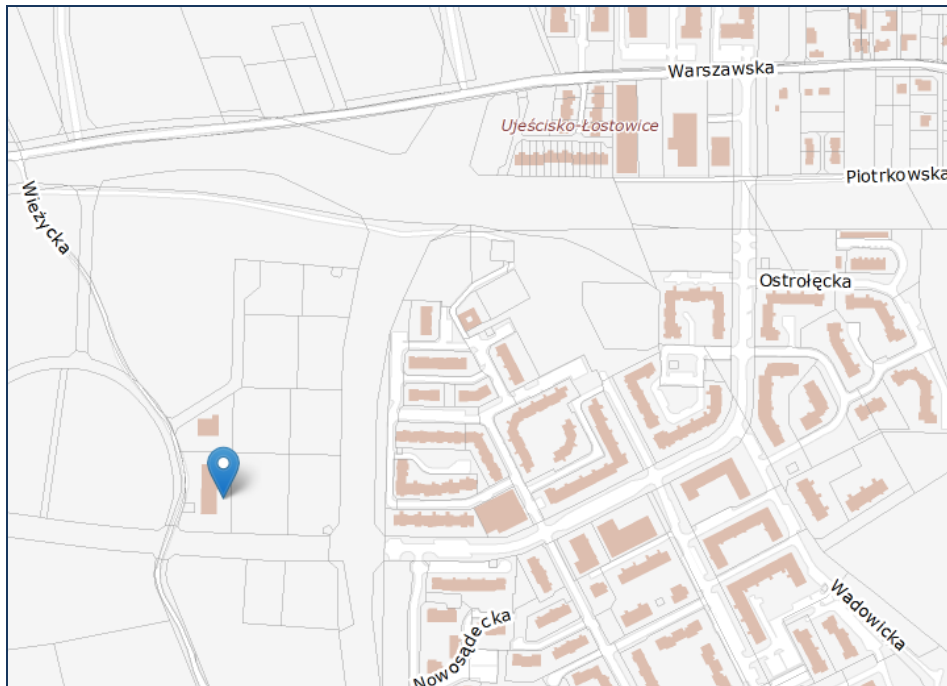 Warszawska
Ujeścisko-Łostowice
Piotrkowska
Wieżycka
Ostrołęcka
Wadowicka
Nowosądecka